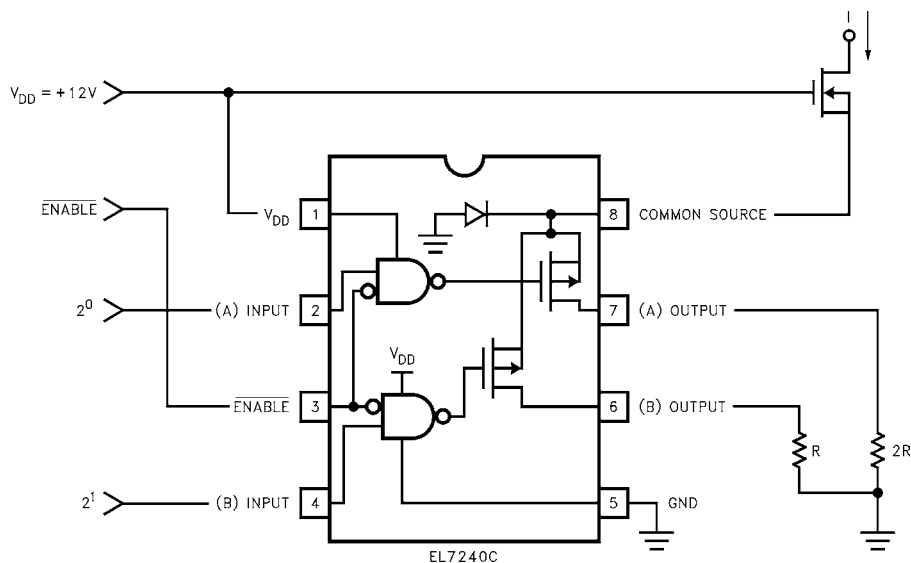 I
V_DD = +12V
ENABLE
V_DD 1
8 COMMON SOURCE
2^0
(A) INPUT 2
7 (A) OUTPUT
V_DD
ENABLE 3
6 (B) OUTPUT
R
2R
2^1
(B) INPUT 4
5 GND
EL7240C